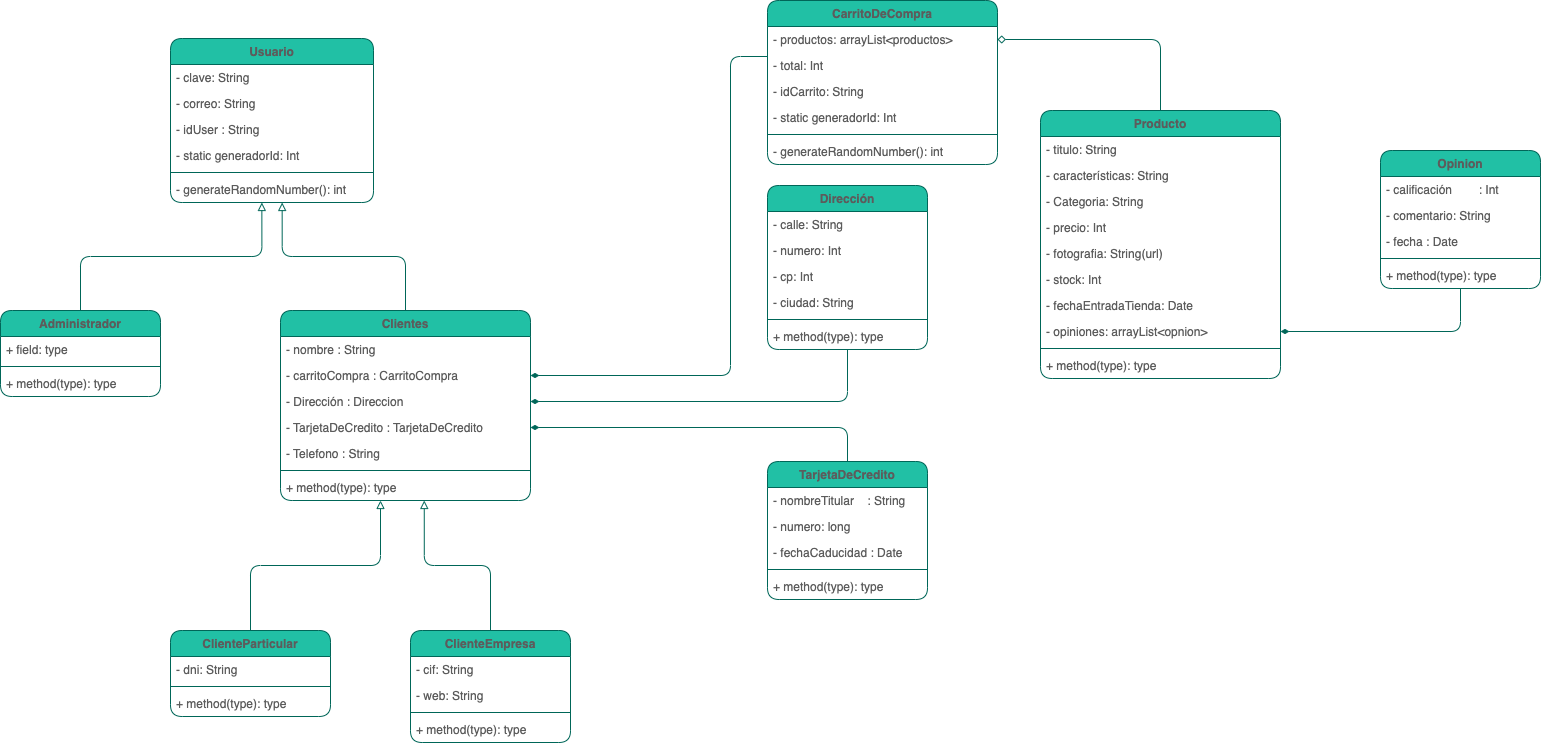 Usuario
- clave: String
- correo: String
- idUser : String
- static generadorId: Int
- generateRandomNumber(): int
Administrador
+ field: type
+ method(type): type
Clientes
- nombre : String
- carritoCompra : CarritoCompra
- Dirección : Direccion
- TarjetaDeCredito : TarjetaDeCredito
- Telefono : String
+ method(type): type
ClienteParticular
- dni: String
+ method(type): type
ClienteEmpresa
- cif: String
- web: String
+ method(type): type
CarritoDeCompra
- productos: arrayList<productos>
- total: Int
- idCarrito: String
- static generadorId: Int
- generateRandomNumber(): int
Dirección
- calle: String
- numero: Int
- cp: Int
- ciudad: String
+ method(type): type
TarjetaDeCredito
- nombreTitular : String
- numero: long
- fechaCaducidad : Date
+ method(type): type
Producto
- titulo: String
- características: String
- Categoria: String
- precio: Int
- fotografia: String(url)
- stock: Int
- fechaEntradaTienda: Date
- opiniones: arrayList<opnion>
+ method(type): type
Opinion
- calificación : Int
- comentario: String
- fecha : Date
+ method(type): type